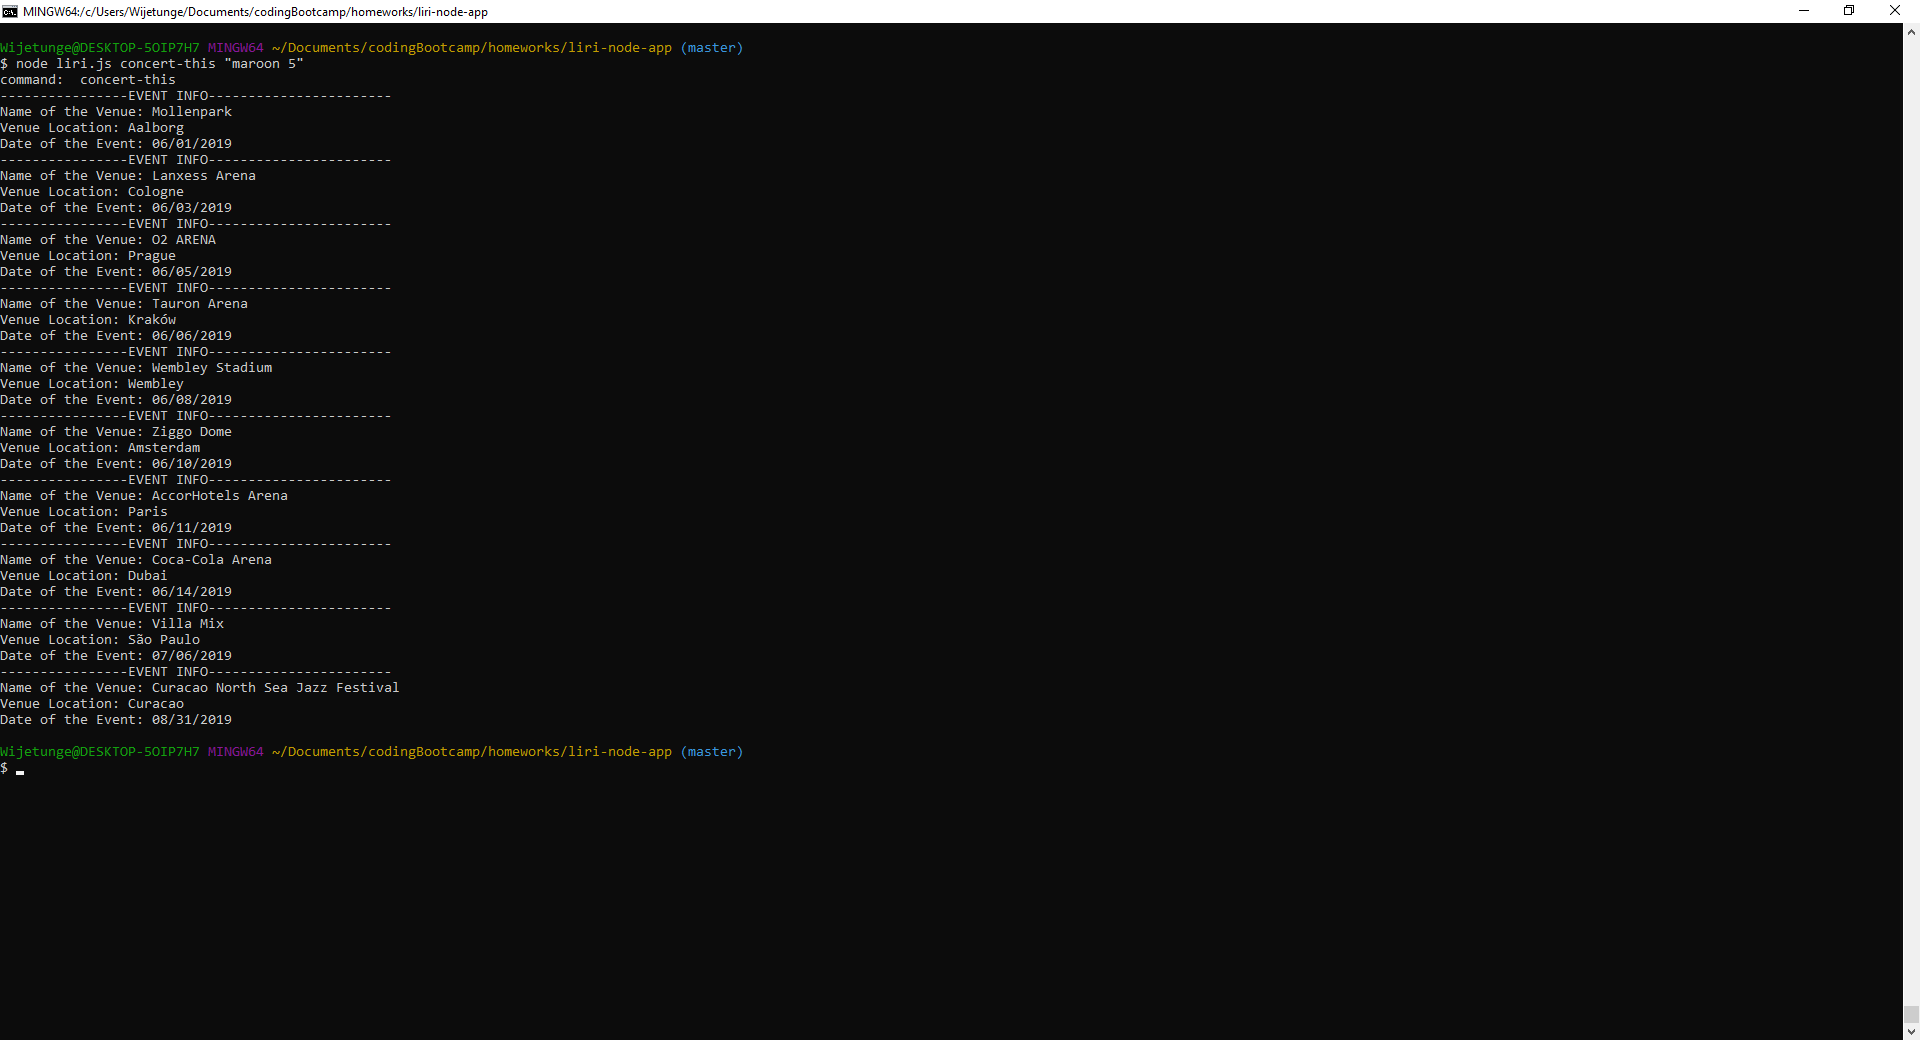 MINGW64:/c/Users/Wijetunge/Documents/codingBootcamp/homeworks/liri-node-app
Wijetunge@DESKTOP-5OIP7H7 MINGW64 ~/Documents/codingBootcamp/homeworks/liri-node-app (master)
$ node liri.js concert-this "maroon 5"
command:  concert-this
----------------EVENT INFO-----------------------
Name of the Venue: Mollenpark
Venue Location: Aalborg
Date of the Event: 06/01/2019
----------------EVENT INFO-----------------------
Name of the Venue: Lanxess Arena
Venue Location: Cologne
Date of the Event: 06/03/2019
----------------EVENT INFO-----------------------
Name of the Venue: O2 ARENA
Venue Location: Prague
Date of the Event: 06/05/2019
----------------EVENT INFO-----------------------
Name of the Venue: Tauron Arena
Venue Location: Kraków
Date of the Event: 06/06/2019
----------------EVENT INFO-----------------------
Name of the Venue: Wembley Stadium
Venue Location: Wembley
Date of the Event: 06/08/2019
----------------EVENT INFO-----------------------
Name of the Venue: Ziggo Dome
Venue Location: Amsterdam
Date of the Event: 06/10/2019
----------------EVENT INFO-----------------------
Name of the Venue: AccorHotels Arena
Venue Location: Paris
Date of the Event: 06/11/2019
----------------EVENT INFO-----------------------
Name of the Venue: Coca-Cola Arena
Venue Location: Dubai
Date of the Event: 06/14/2019
----------------EVENT INFO-----------------------
Name of the Venue: Villa Mix
Venue Location: São Paulo
Date of the Event: 07/06/2019
----------------EVENT INFO-----------------------
Name of the Venue: Curacao North Sea Jazz Festival
Venue Location: Curacao
Date of the Event: 08/31/2019
Wijetunge@DESKTOP-5OIP7H7 MINGW64 ~/Documents/codingBootcamp/homeworks/liri-node-app (master)
$